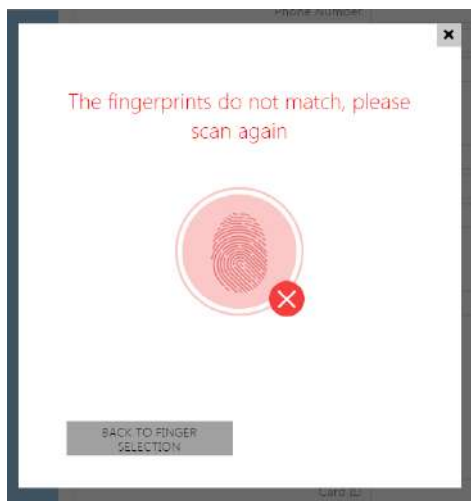 Phone Number
The fingerprints do not match, please
scan again
BACK TO FINGER
SELECTION
Card ID